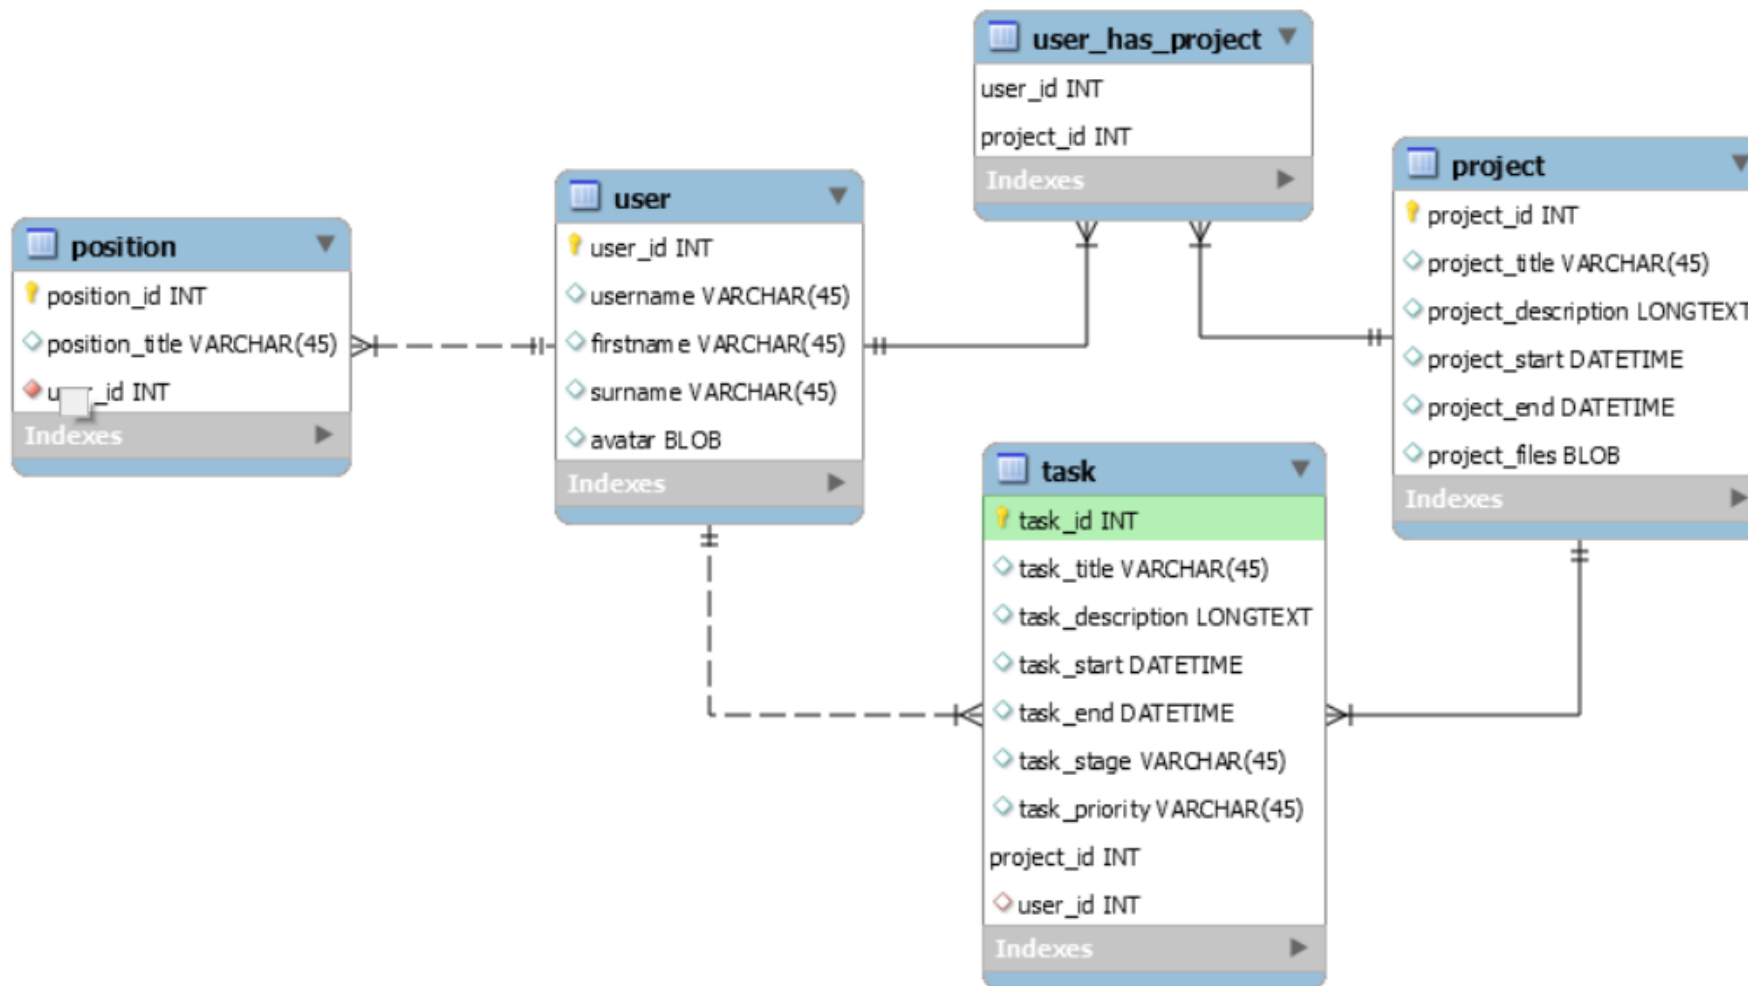 user_has_project
user_id INT
project_id INT
Indexes
project
project_id INT
project_title VARCHAR(45)
project_description LONGTEXT
project_start DATETIME
project_end DATETIME
project_files BLOB
Indexes
user
user_id INT
username VARCHAR(45)
firstname VARCHAR(45)
surname VARCHAR(45)
avatar BLOB
Indexes
position
position_id INT
position_title VARCHAR(45)
user_id INT
Indexes
task
task_id INT
task_title VARCHAR(45)
task_description LONGTEXT
task_start DATETIME
task_end DATETIME
task_stage VARCHAR(45)
task_priority VARCHAR(45)
project_id INT
user_id INT
Indexes